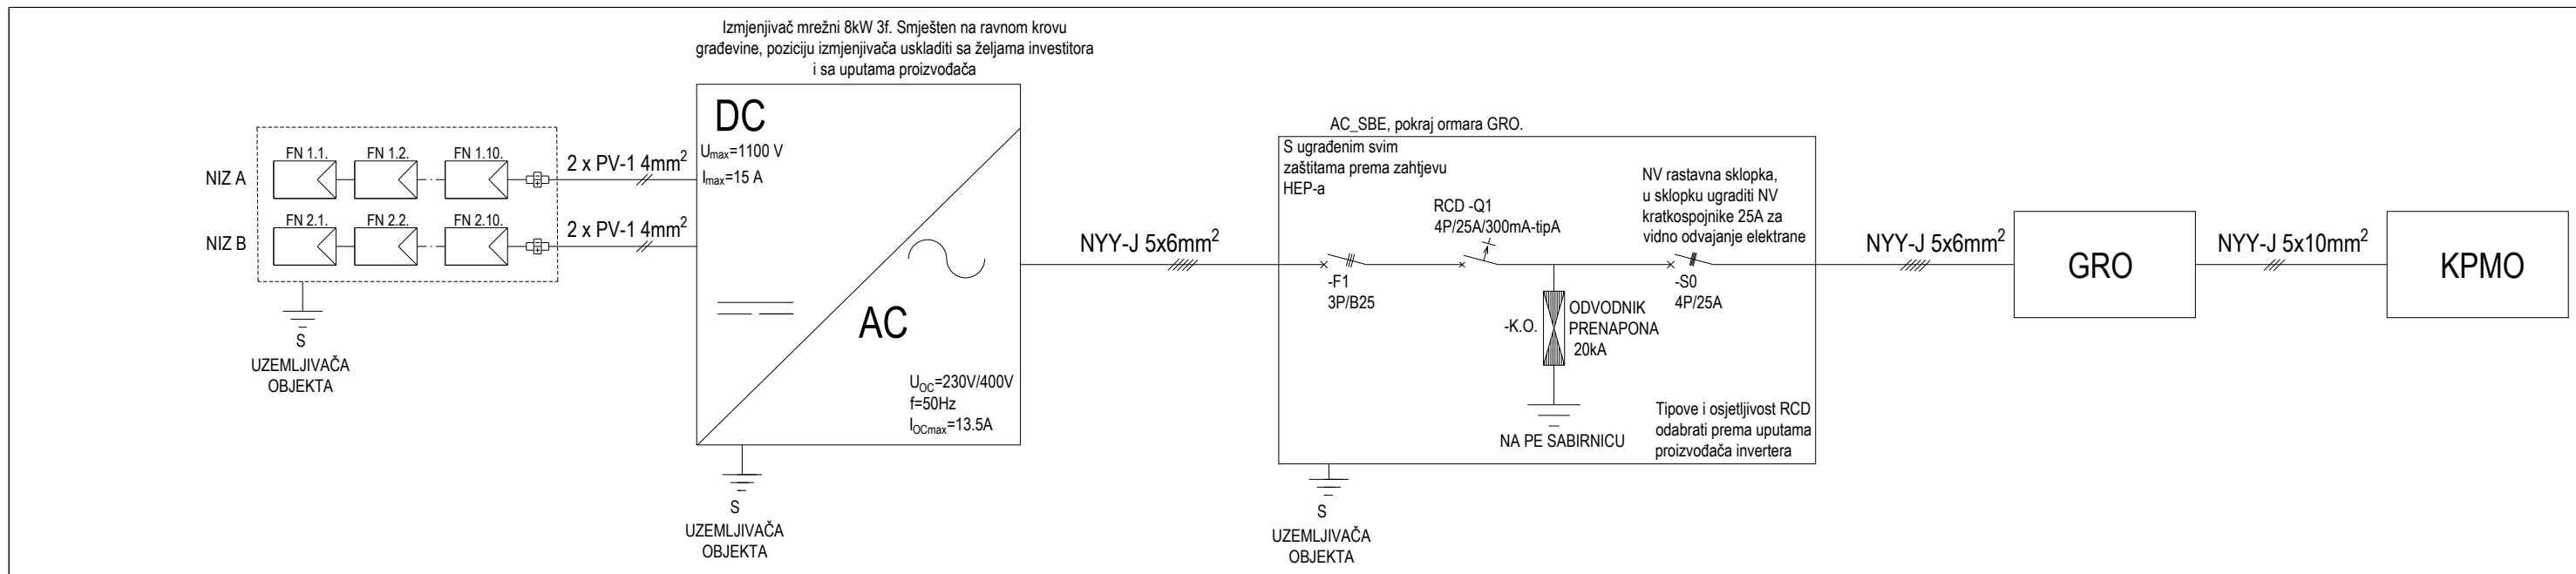 Izmjenjivač mrežni 8kW 3f. Smješten na ravnom krovu
građevine, poziciju izmjenjivača uskladiti sa željama investitora
i sa uputama proizvođača
NIZ A
FN 1.1.
FN 1.2.
FN 1.10.
2 x PV-1 4mm²
NIZ B
FN 2.1.
FN 2.2.
FN 2.10.
2 x PV-1 4mm²
S
UZEMLJIVAČA
OBJEKTA
DC
Umax=1100 V
Imax=15 A
AC
UOC=230V/400V
f=50Hz
IOCmax=13.5A
S
UZEMLJIVAČA
OBJEKTA
NYY-J 5x6mm²
AC_SBE, pokraj ormara GRO.
S ugrađenim svim
zaštitama prema zahtjevu
HEP-a
-F1
3P/B25
RCD -Q1
4P/25A/300mA-tipA
NV rastavna sklopka,
u sklopku ugraditi NV
kratkospojnike 25A za
vidno odvajanje elektrane
-S0
4P/25A
-K.O.
ODVODNIK
PRENAPONA
20kA
NA PE SABIRNICU
Tipove i osjetljivost RCD
odabrati prema uputama
proizvođača invertera
S
UZEMLJIVAČA
OBJEKTA
NYY-J 5x6mm²
GRO
NYY-J 5x10mm²
KPMO